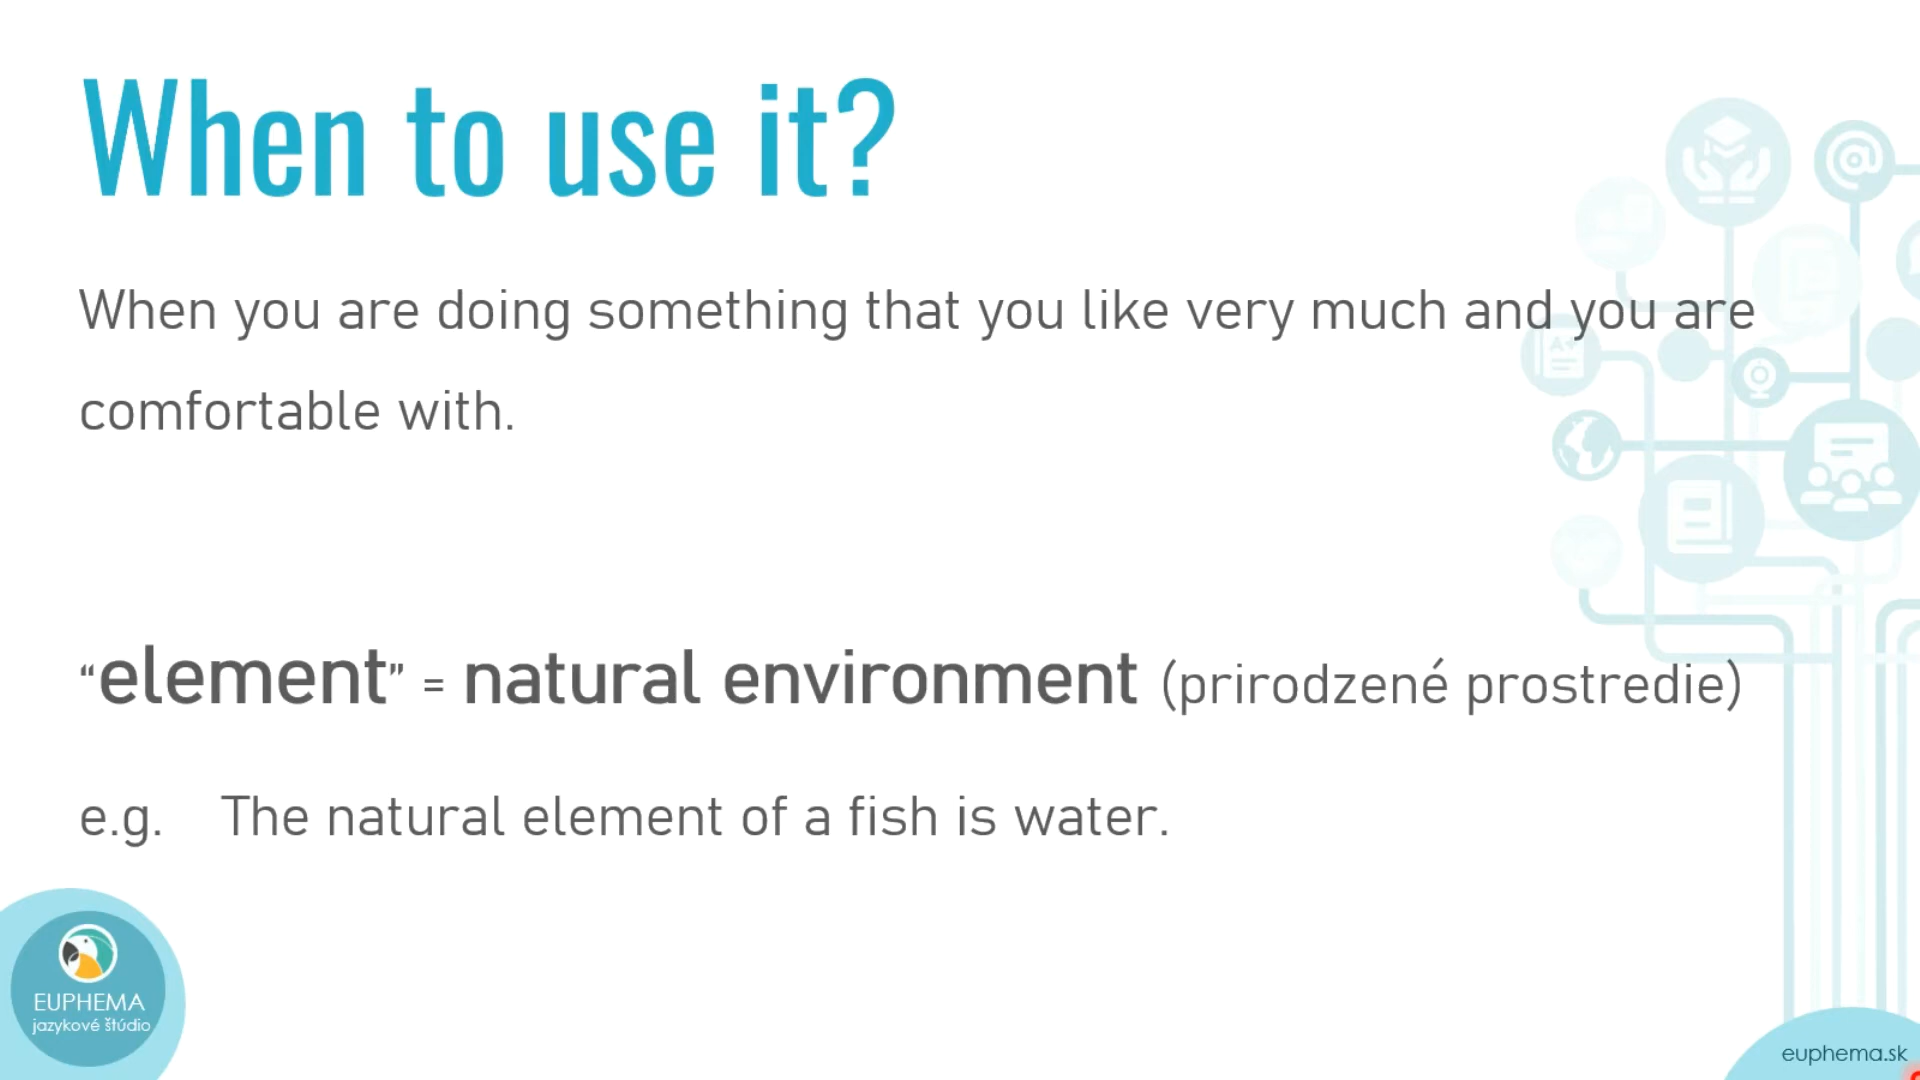 When to use it?
When you are doing something that you like very much and you are
comfortable with.
“element” = natural environment (prirodzené prostredie)
e.g. The natural element of a fish is water.
EUPHEMA
jazykové štúdio
euphema.sk